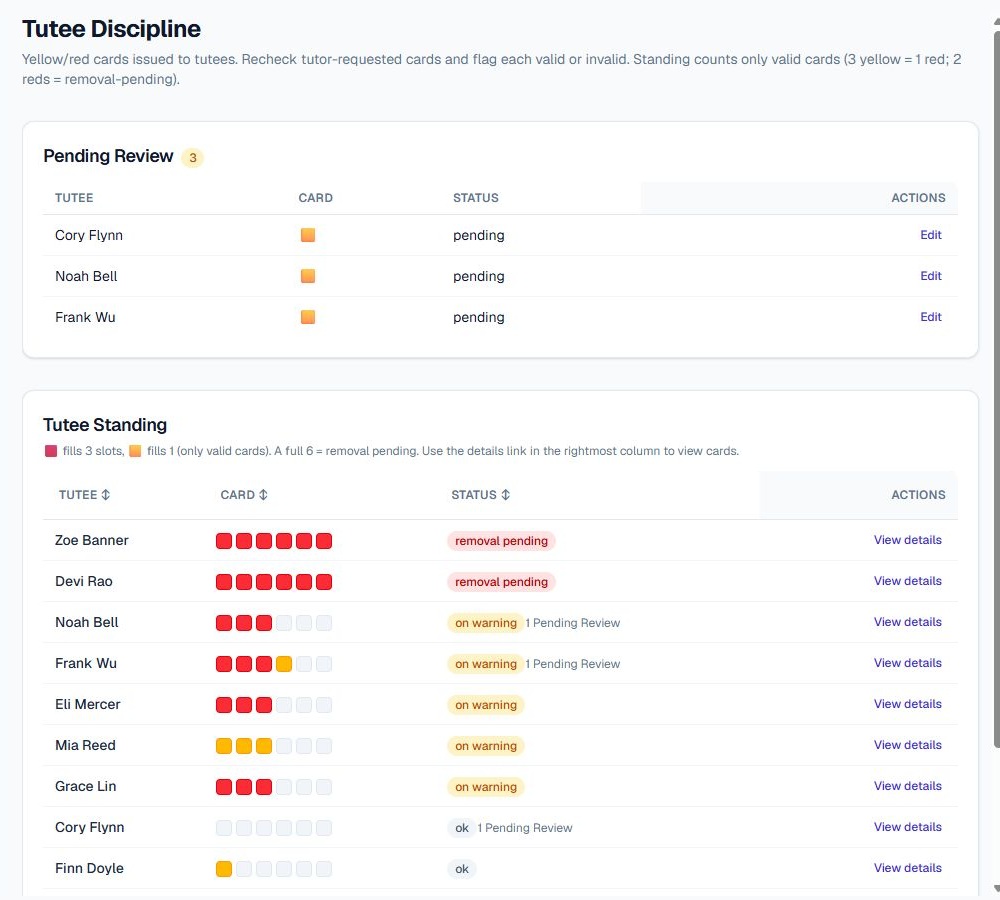 Tutee Discipline
Yellow/red cards issued to tutees. Recheck tutor-requested cards and flag each valid or invalid. Standing counts only valid cards (3 yellow = 1 red; 2
reds = removal-pending).
Pending Review 3
TUTEE CARD STATUS ACTIONS
Cory Flynn pending Edit
Noah Bell pending Edit
Frank Wu pending Edit
Tutee Standing
fills 3 slots, fills 1 (only valid cards). A full 6 = removal pending. Use the details link in the rightmost column to view cards.
TUTEE CARD STATUS ACTIONS
Zoe Banner removal pending View details
Devi Rao removal pending View details
Noah Bell on warning 1 Pending Review View details
Frank Wu on warning 1 Pending Review View details
Eli Mercer on warning View details
Mia Reed on warning View details
Grace Lin on warning View details
Cory Flynn ok 1 Pending Review View details
Finn Doyle ok View details